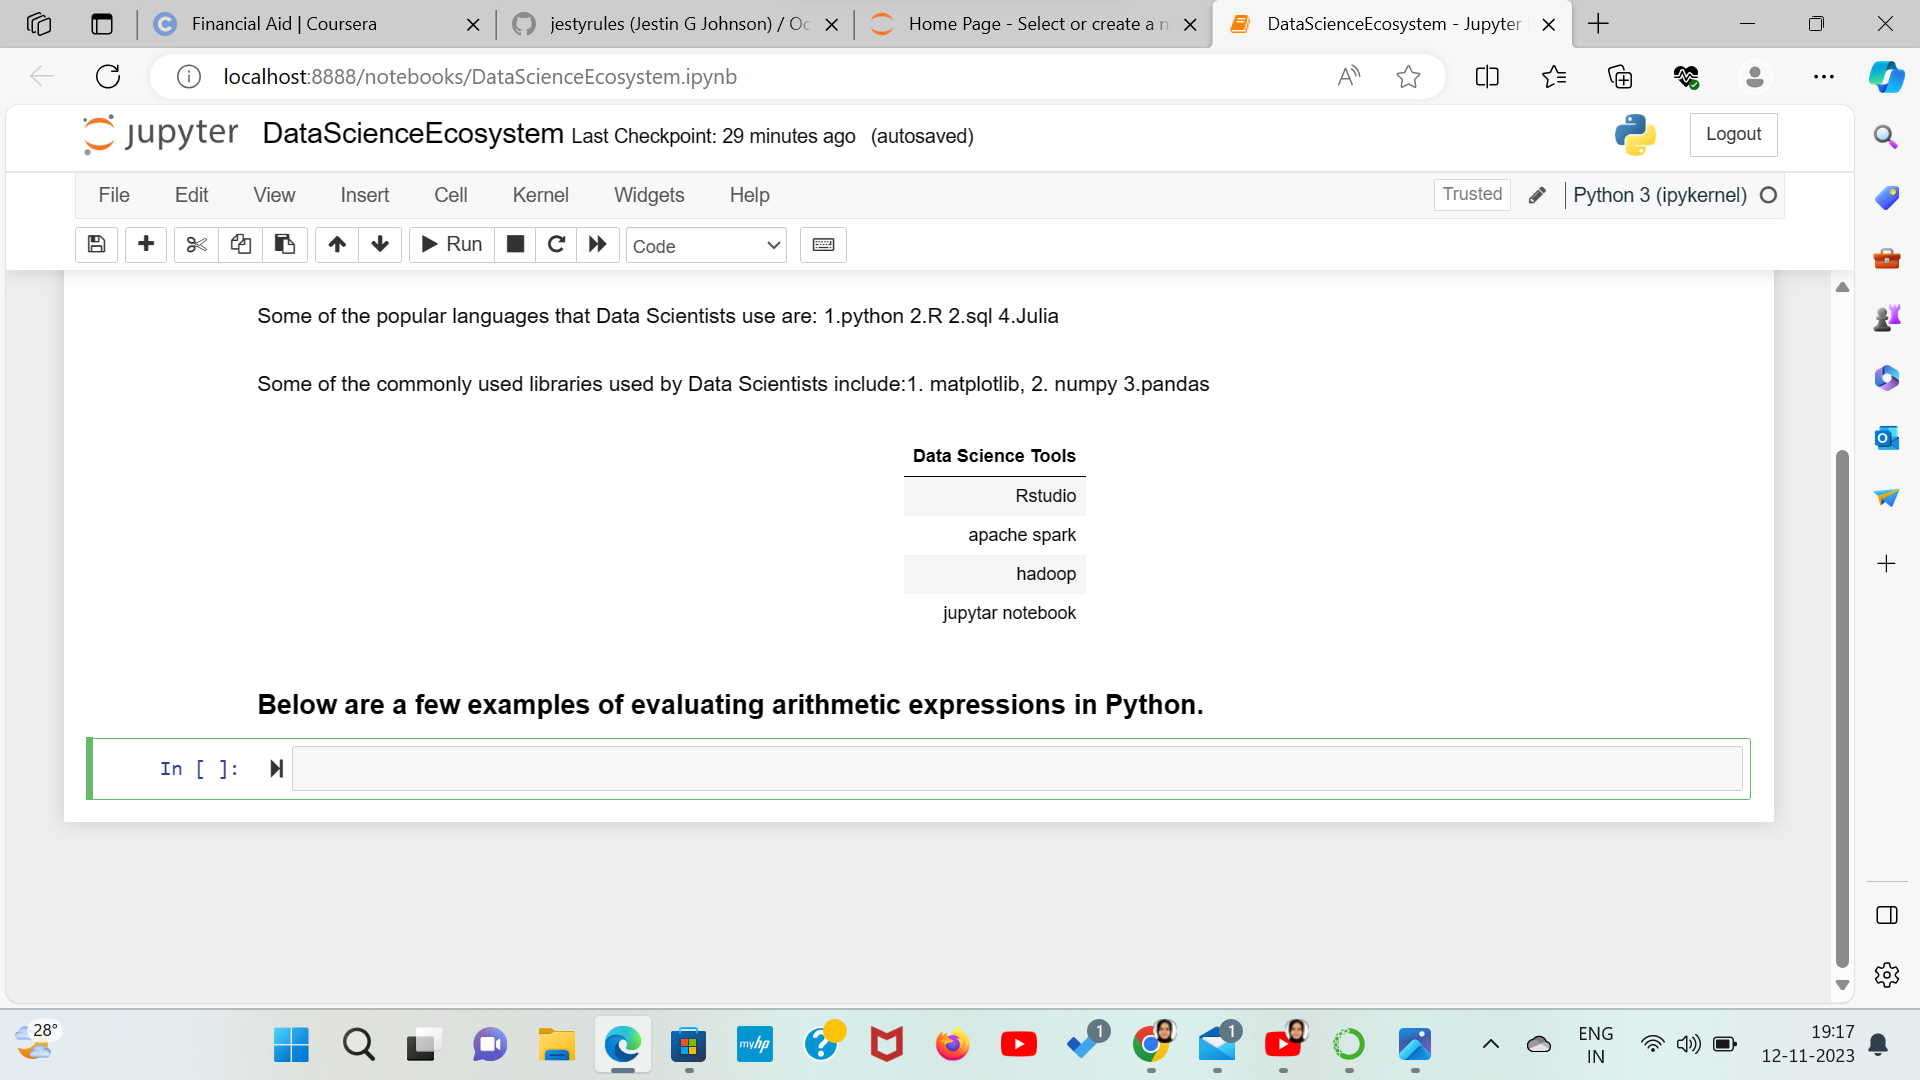 Financial Aid | Coursera
jestyrules (Jestin G Johnson) / Oc
Home Page - Select or create a n
DataScienceEcosystem - Jupyter
localhost:8888/notebooks/DataScienceEcosystem.ipynb
jupyter DataScienceEcosystem Last Checkpoint: 29 minutes ago (autosaved)
Logout
File Edit View Insert Cell Kernel Widgets Help
Trusted
Python 3 (ipykernel)
Run
Code
Some of the popular languages that Data Scientists use are: 1.python 2.R 2.sql 4.Julia
Some of the commonly used libraries used by Data Scientists include:1. matplotlib, 2. numpy 3.pandas
Data Science Tools
Rstudio
apache spark
hadoop
jupytar notebook
Below are a few examples of evaluating arithmetic expressions in Python.
In [ ]:
28°
myhp
1
1
ENG
IN
19:17
12-11-2023